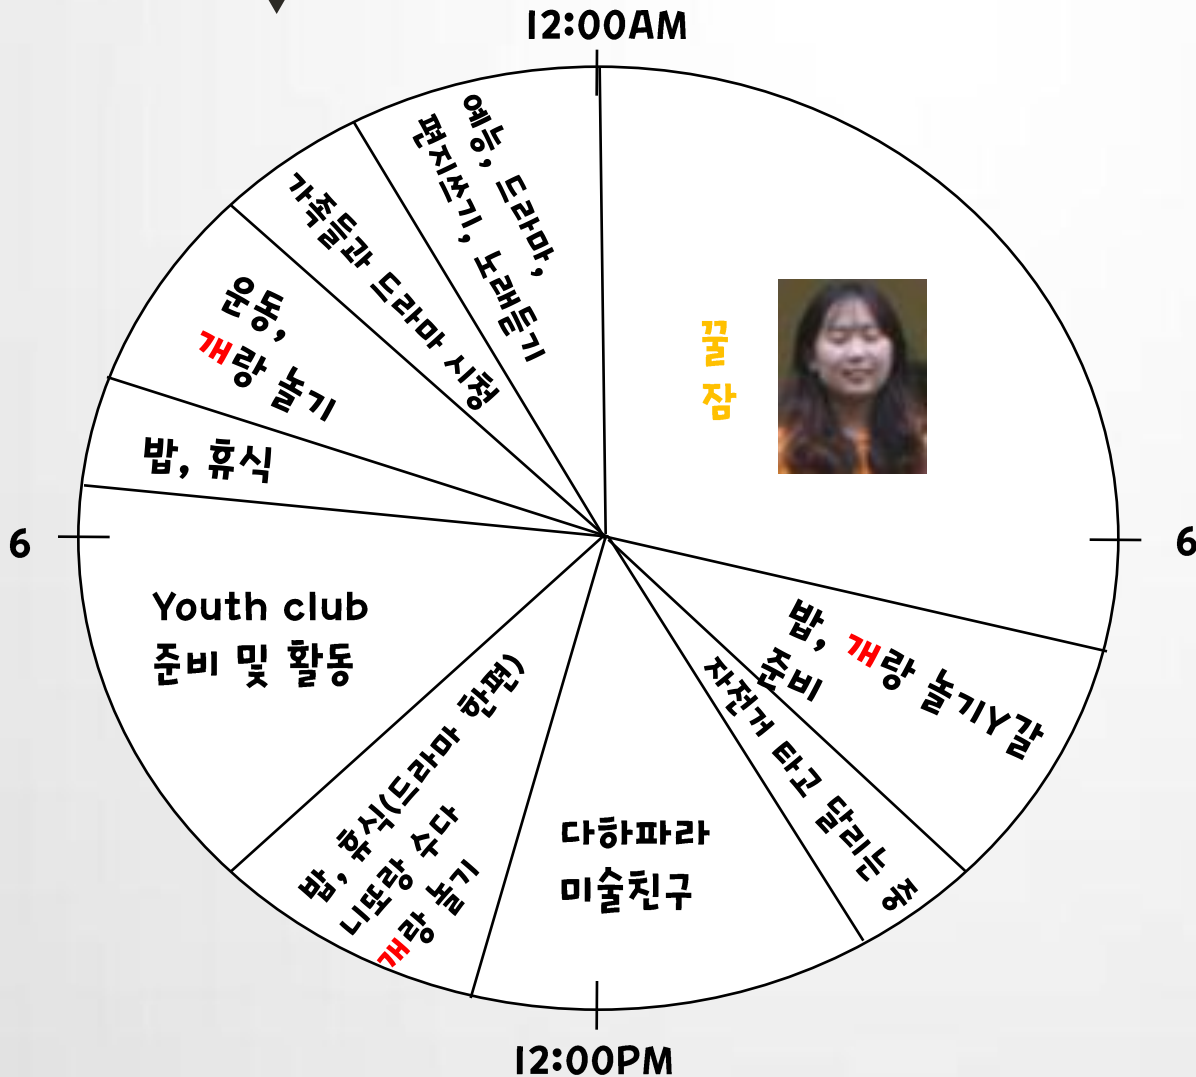 12:00AM
예능, 드라마,
편지쓰기, 노래듣기
가족들과 드라마 시청
운동,
개랑 놀기
밥, 휴식
6
Youth club
준비 및 활동
밥, 휴식(드라마 한편)
니또랑 수다
개랑 놀기
다하파라
미술친구
자전거 타고 달리는 중
밥, 개랑 놀기Y갈
준비
6
꿀
잠
12:00PM